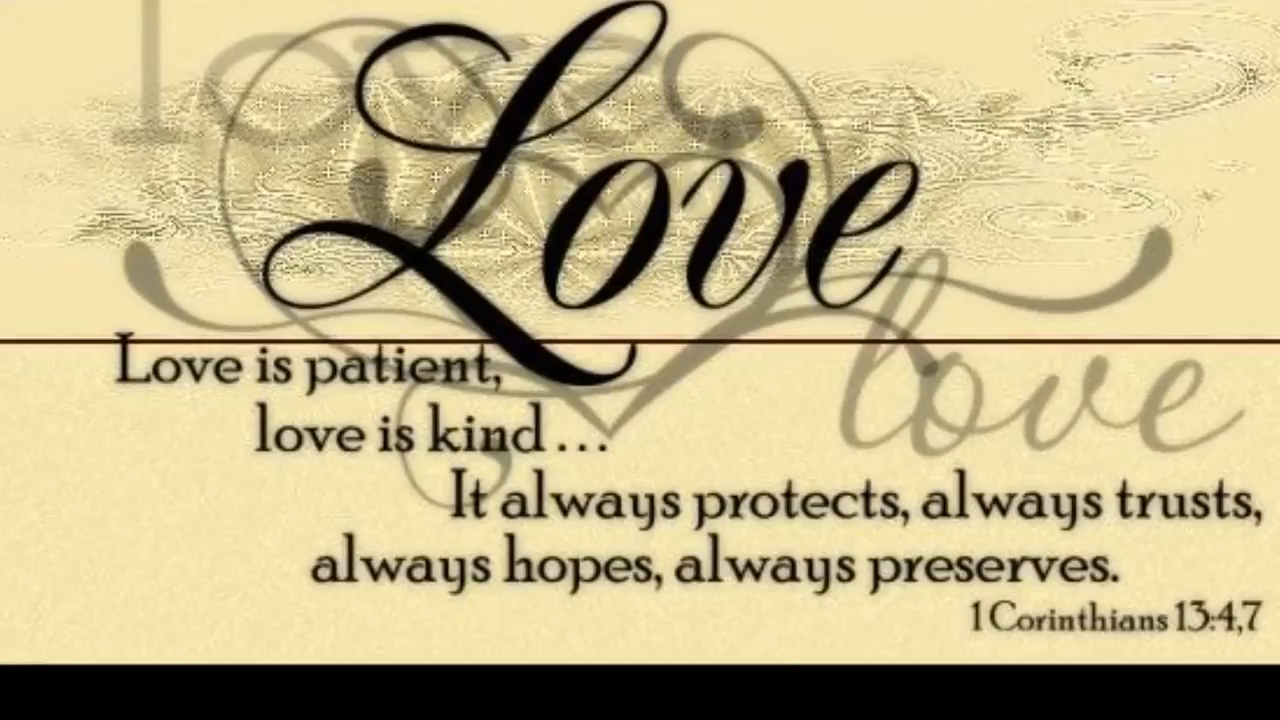 love
Love
love
Love is patient,
love is kind...
It always protects, always trusts,
always hopes, always preserves.
1 Corinthians 13:4,7